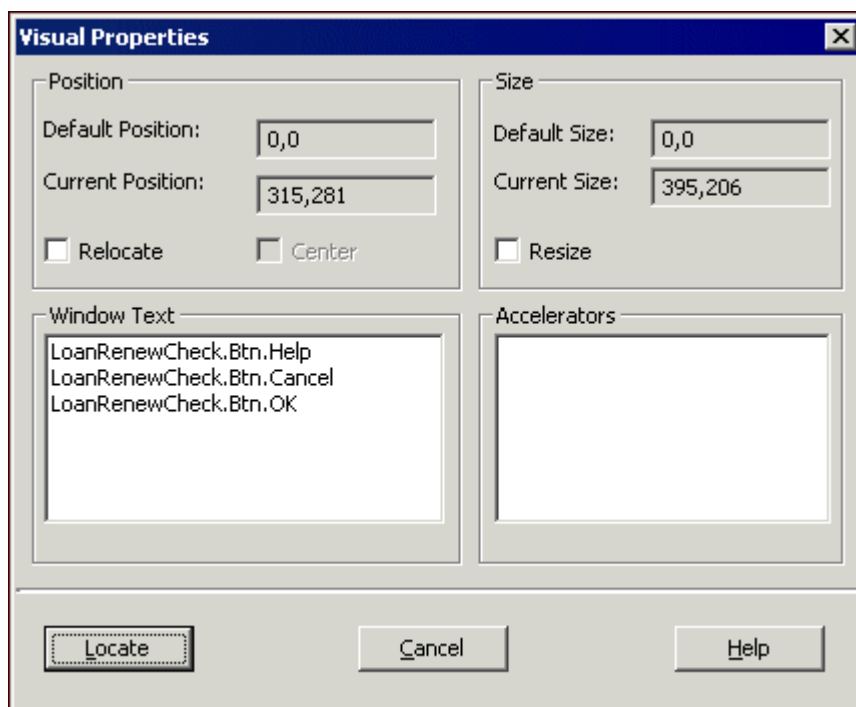 Visual Properties
Position
Default Position:
0,0
Current Position:
315,281
Relocate
Center
Size
Default Size:
0,0
Current Size:
395,206
Resize
Window Text
LoanRenewCheck.Btn.Help
LoanRenewCheck.Btn.Cancel
LoanRenewCheck.Btn.OK
Accelerators
Locate
Cancel
Help